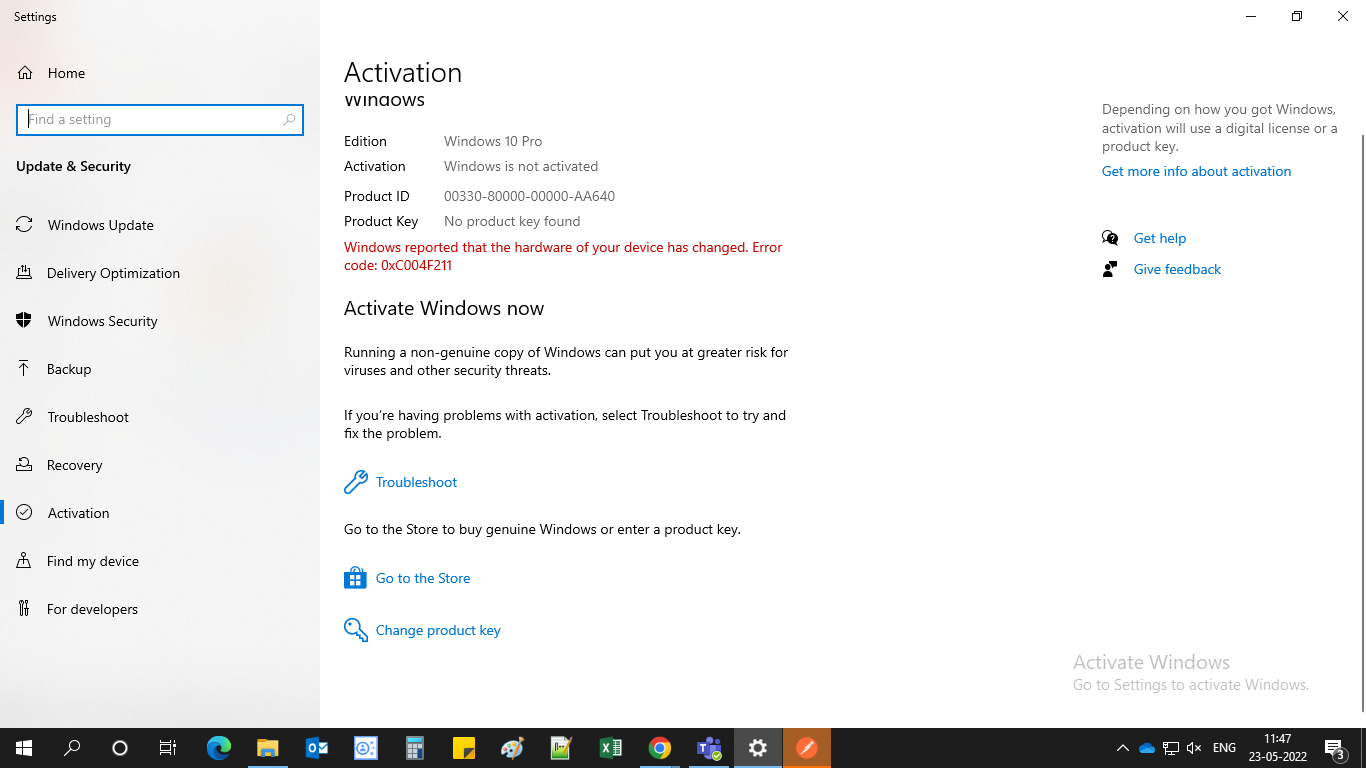 Settings
Home
Find a setting
Update & Security
Windows Update
Delivery Optimization
Windows Security
Backup
Troubleshoot
Recovery
Activation
Find my device
For developers
Activation
Windows
Edition Windows 10 Pro
Activation Windows is not activated
Product ID 00330-80000-00000-AA640
Product Key No product key found
Windows reported that the hardware of your device has changed. Error
code: 0xC004F211
Activate Windows now
Running a non-genuine copy of Windows can put you at greater risk for
viruses and other security threats.
If you're having problems with activation, select Troubleshoot to try and
fix the problem.
Troubleshoot
Go to the Store to buy genuine Windows or enter a product key.
Go to the Store
Change product key
Depending on how you got Windows,
activation will use a digital license or a
product key.
Get more info about activation
Get help
Give feedback
Activate Windows
Go to Settings to activate Windows.
ENG
11:47
23-05-2022
3